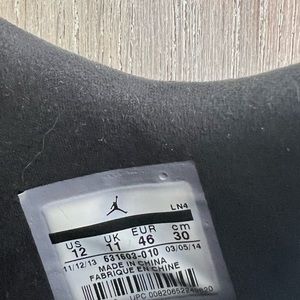 LN4
US UK EUR cm
12 11 46 30
11/12/13 631603-010 03/05/14
MADE IN CHINA
FABRIQUE EN CHINE
UPC